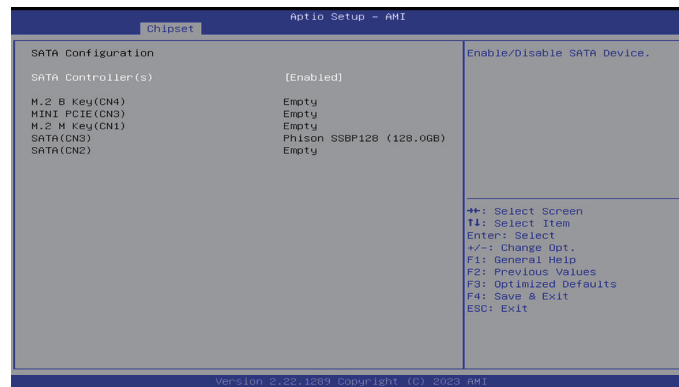 Aptio Setup – AMI
Chipset
SATA Configuration
SATA Controller(s) [Enabled]
M.2 B Key(CN4) Empty
MINI PCIE(CN3) Empty
M.2 M Key(CN1) Empty
SATA(CN3) Phison SSBP128 (128.0GB)
SATA(CN2) Empty
Enable/Disable SATA Device.
→←: Select Screen
↑↓: Select Item
Enter: Select
+/-: Change Opt.
F1: General Help
F2: Previous Values
F3: Optimized Defaults
F4: Save & Exit
ESC: Exit
Version 2.22.1289 Copyright (C) 2023 AMI